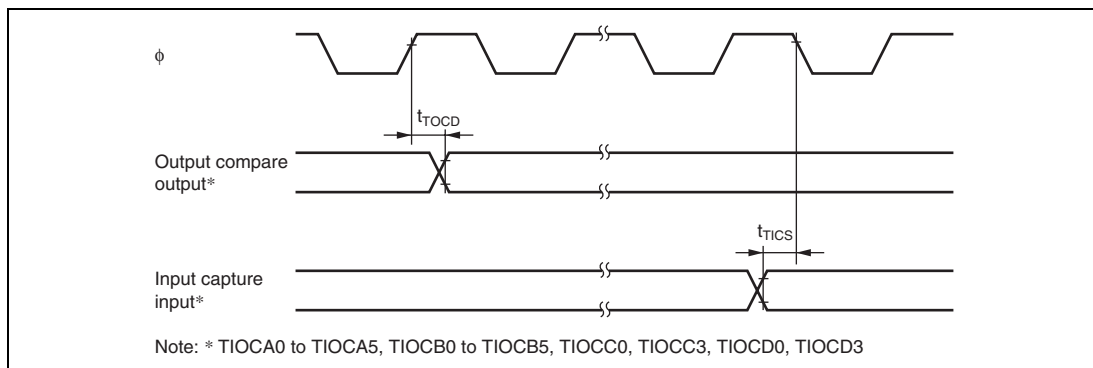 ϕ
tTOCD
Output compare
output*
tTICS
Input capture
input*
Note: * TIOCA0 to TIOCA5, TIOCB0 to TIOCB5, TIOCC0, TIOCC3, TIOCD0, TIOCD3